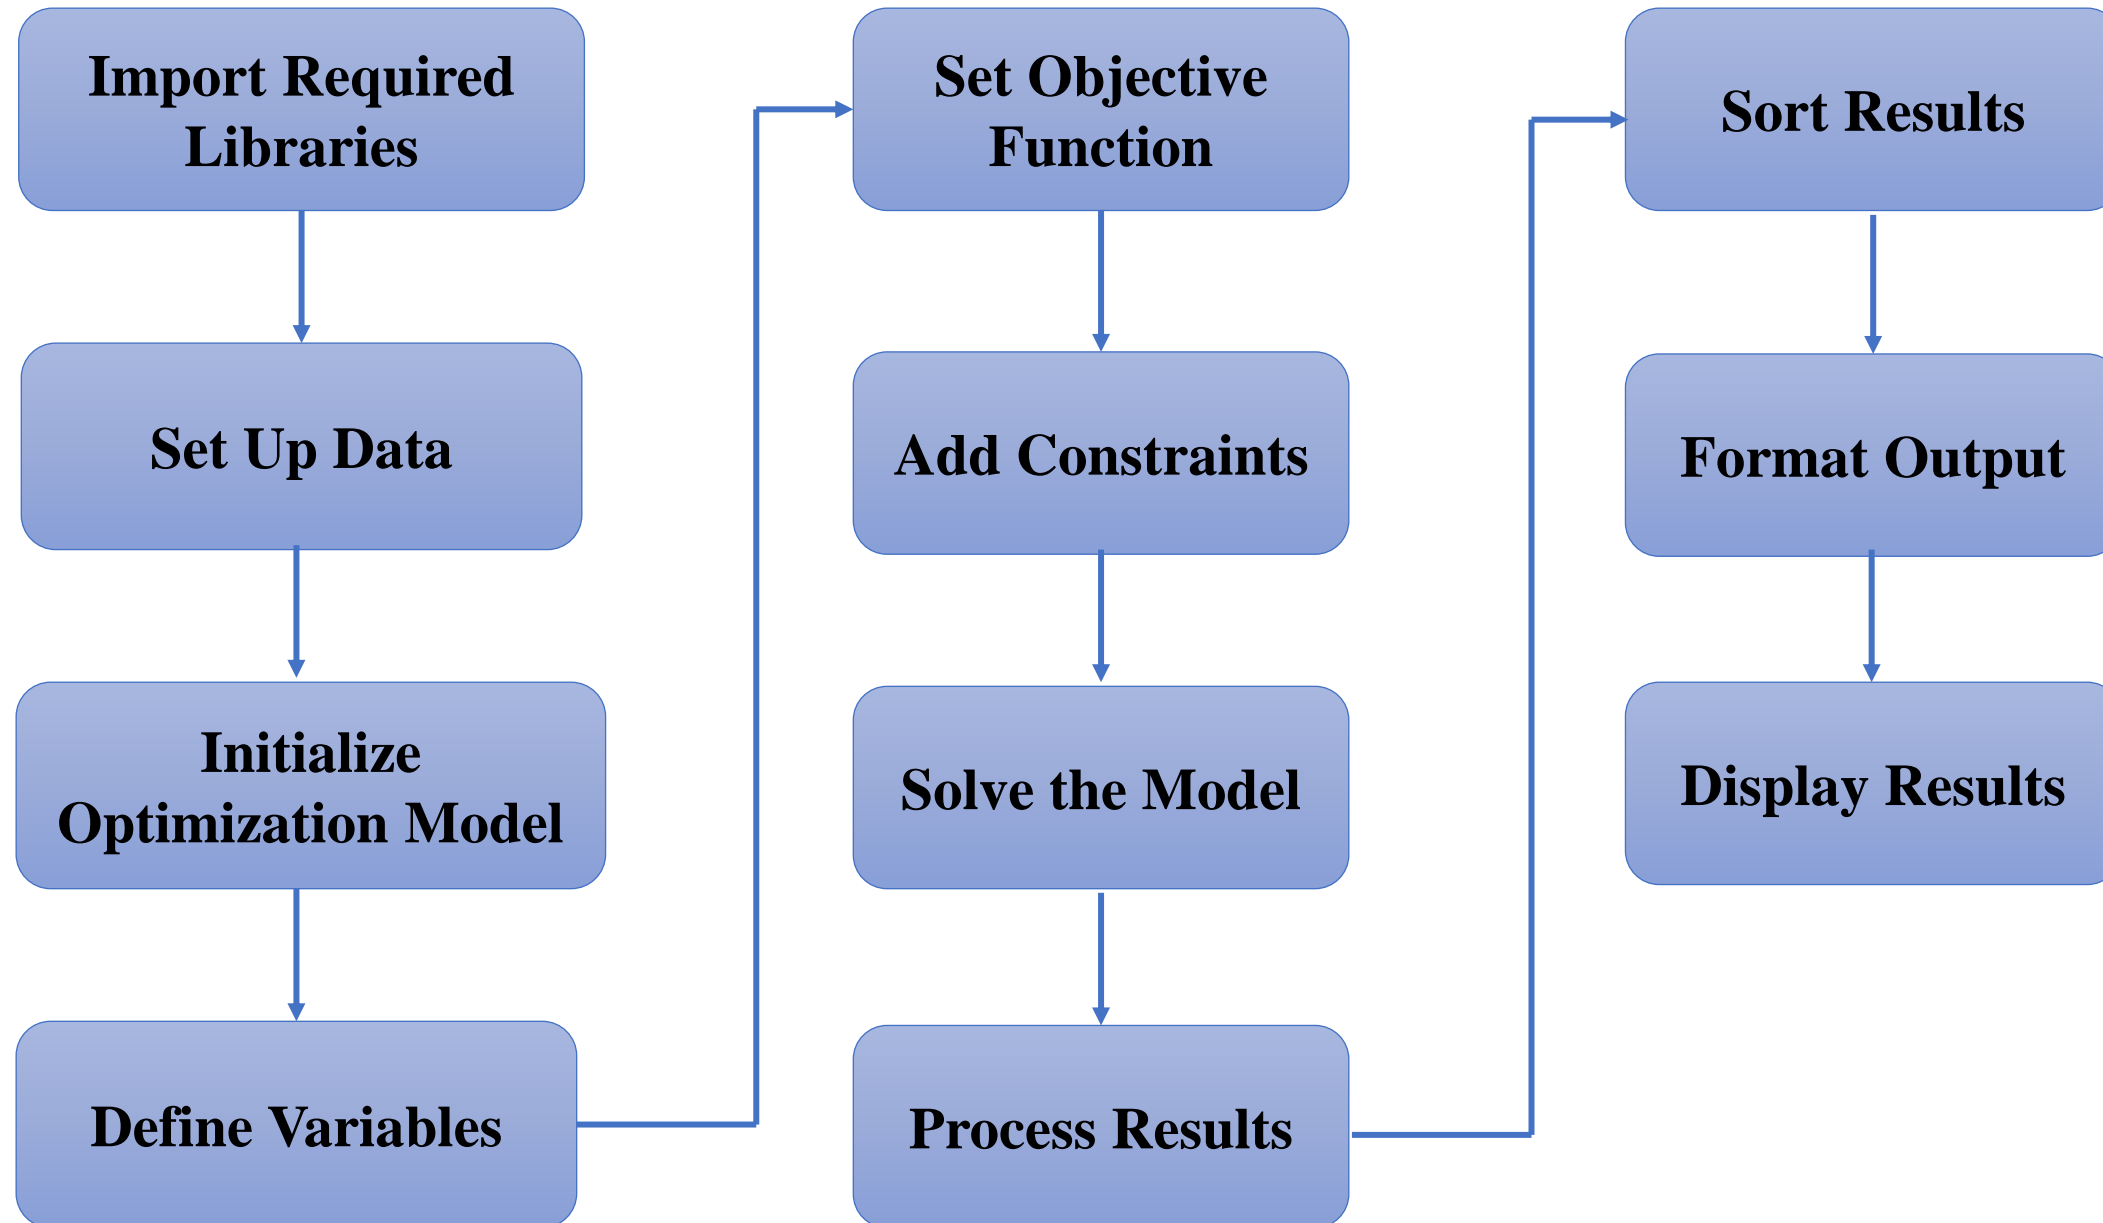 Import Required
Libraries
Set Up Data
Initialize
Optimization Model
Define Variables
Set Objective
Function
Add Constraints
Solve the Model
Process Results
Sort Results
Format Output
Display Results